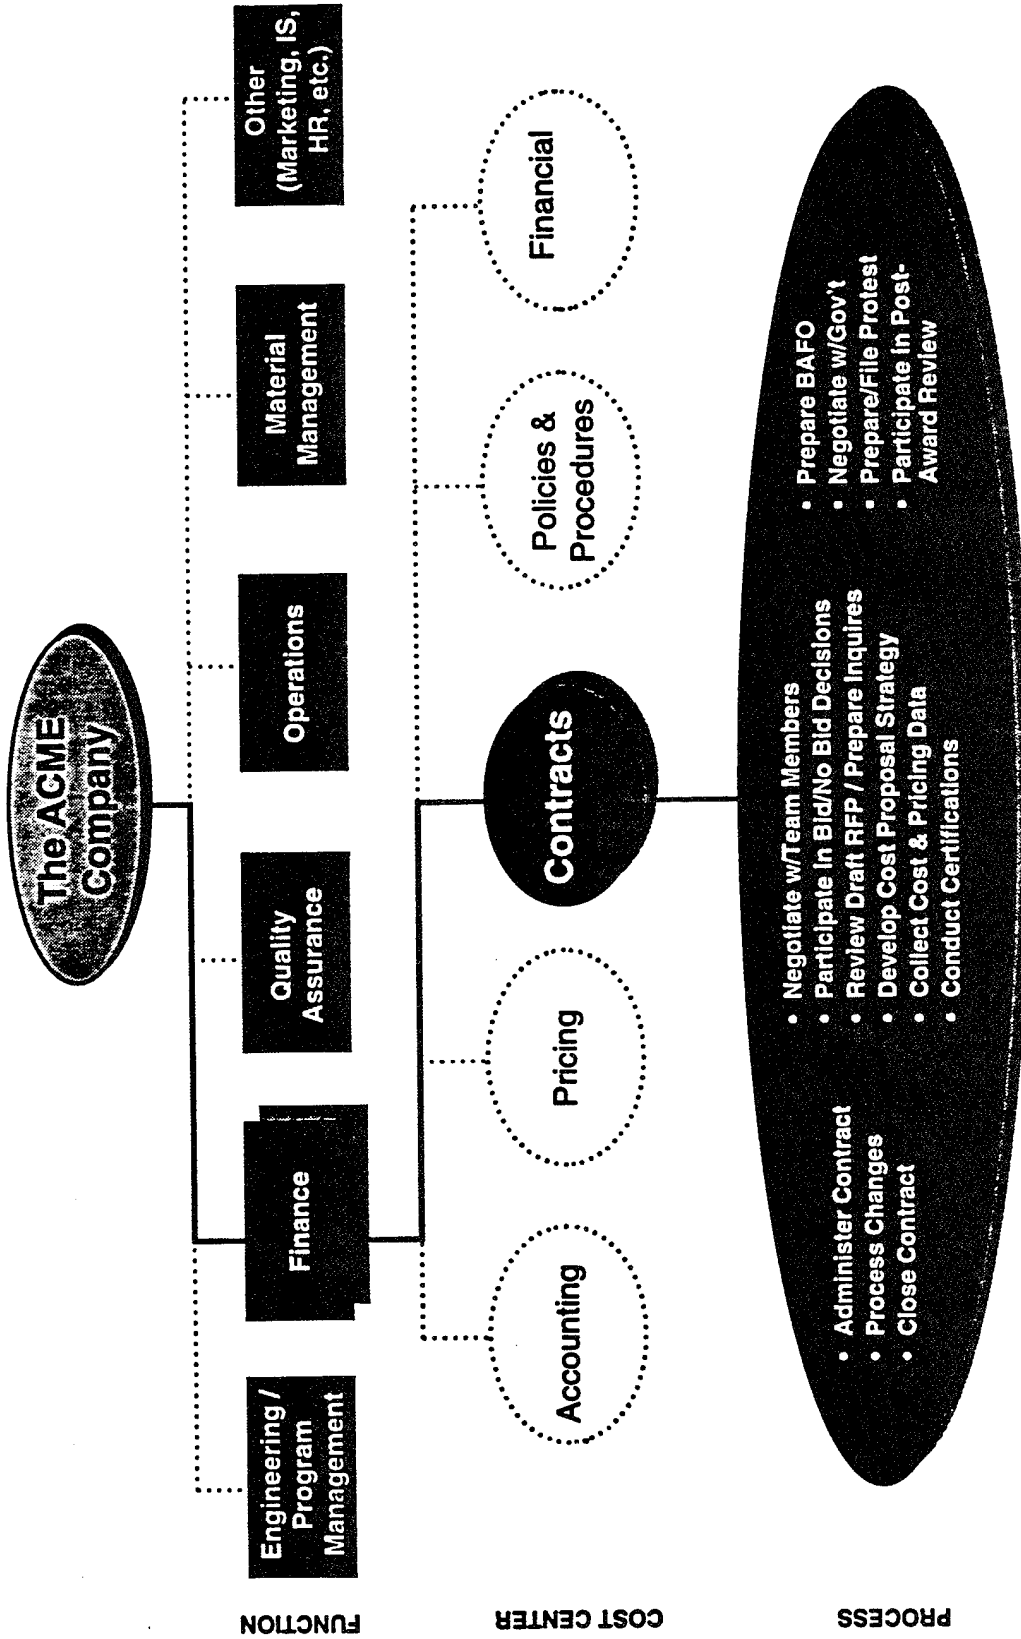 The ACME
Company
FUNCTION
Engineering /
Program
Management
Finance
Quality
Assurance
Operations
Material
Management
Other
(Marketing, IS,
HR, etc.)
COST CENTER
Accounting
Pricing
Contracts
Policies &
Procedures
Financial
PROCESS
• Administer Contract
• Process Changes
• Close Contract
• Negotiate w/Team Members
• Participate In Bid/No Bid Decisions
• Review Draft RFP / Prepare Inquires
• Develop Cost Proposal Strategy
• Collect Cost & Pricing Data
• Conduct Certifications
• Prepare BAFO
• Negotiate w/Gov't
• Prepare/File Protest
• Participate In Post-
Award Review